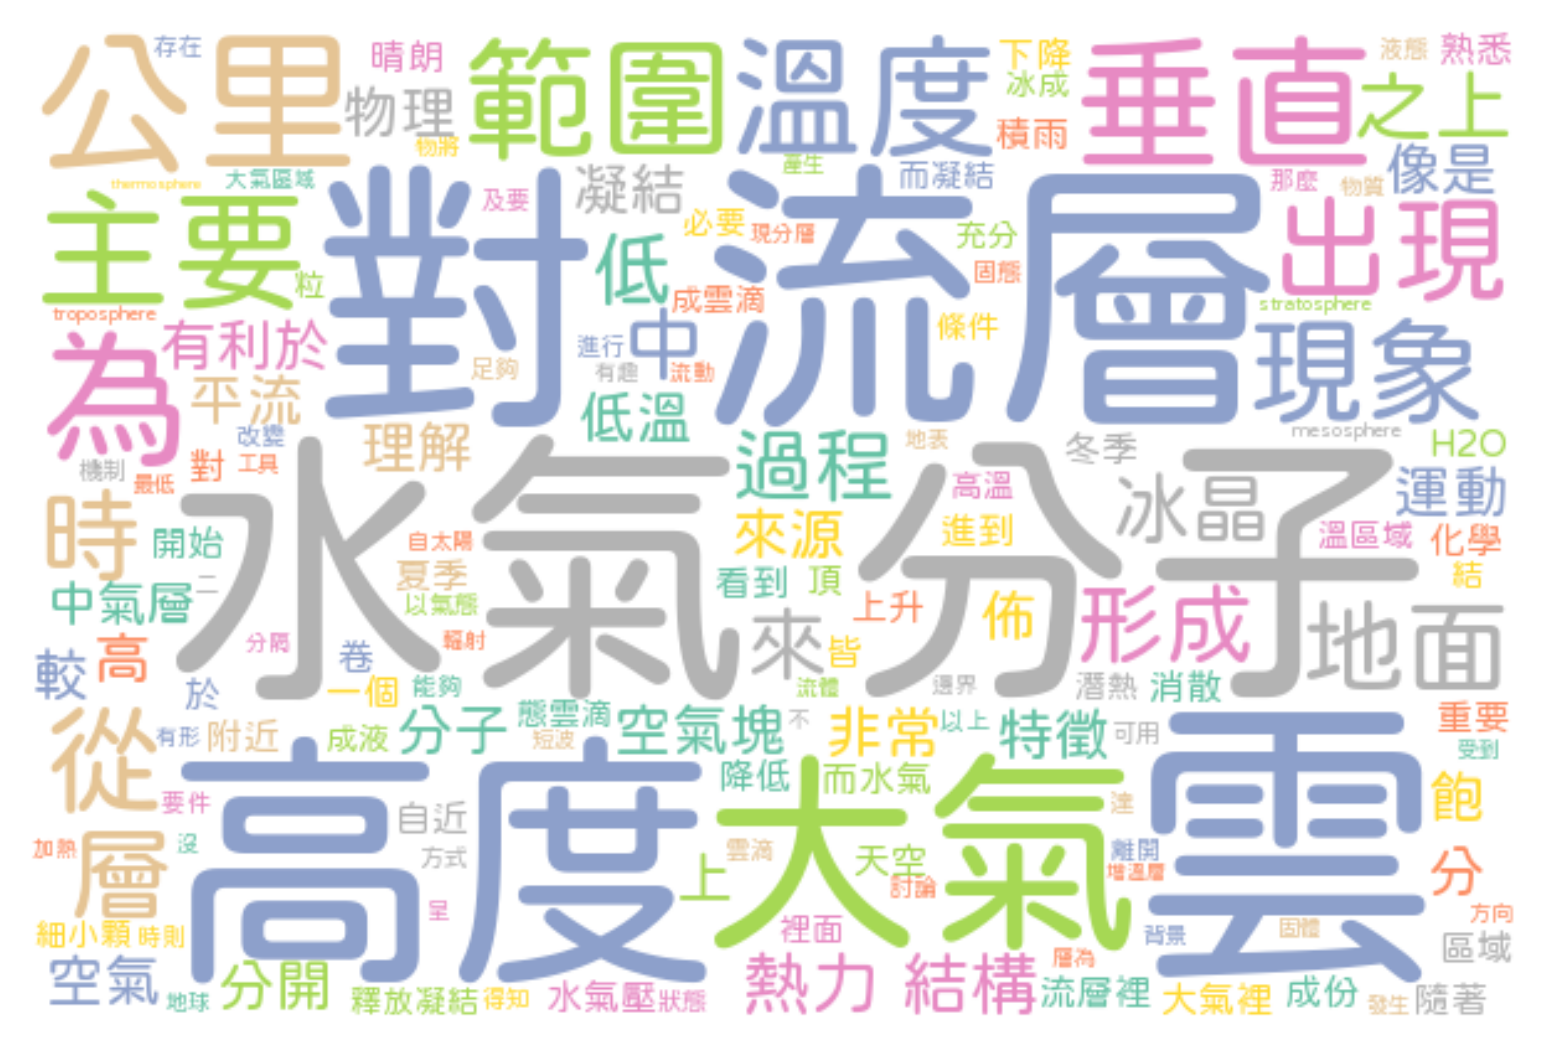 公里
存在
晴朗
物理
物將
範圍
溫度
下降
冰成
積雨
垂直
液態
熟悉
之上
thermosphere
大氣區域
及要
凝結
產生
而凝結
那麼
物質
像是
主要
粒
對流層
低
必要
現分層
充分
固態
出現
troposphere
成雲滴
stratosphere
為
有利於
平流
足夠
進行
中
有趣
流動
條件
現象
低溫
mesosphere
改變
理解
過程
地表
冬季
H2O
機制
最低
對
工具
水氣分子
高溫
冰晶
運動
時
開始
自太陽
來源
進到
溫區域
化學
中氣層
二
夏季
以氣態
看到
頂
上升
佈
結
形成
地面
較
高
分隔
卷
輻射
來
皆
於
一個
能夠
流體
邊界
潛熱
消散
從
有形
附近
成液
分子
態雲滴
短波
空氣塊
不
非常
以上
特徵
可用
重要
受到
高度
降低
而水氣
大氣
雲
飽
要件
自近
達
加熱
層
沒
方式
上
雲滴
天空
討論
離開
增溫層
分
細小顆
時則
呈
裡面
背景
固體
方向
區域
空氣
地球
分開
釋放凝結
得知
水氣壓
狀態
熱力
結構
層為
流層裡
大氣裡
成份
發生
隨著